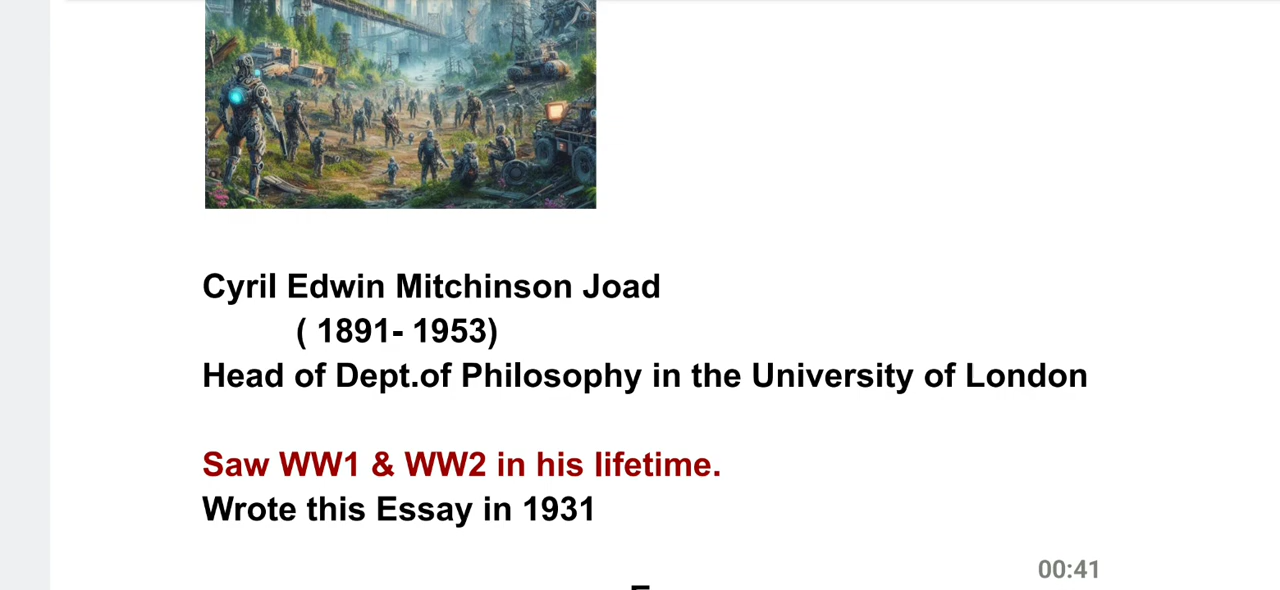 Cyril Edwin Mitchinson Joad
( 1891- 1953)
Head of Dept.of Philosophy in the University of London
Saw WW1 & WW2 in his lifetime.
Wrote this Essay in 1931
00:41